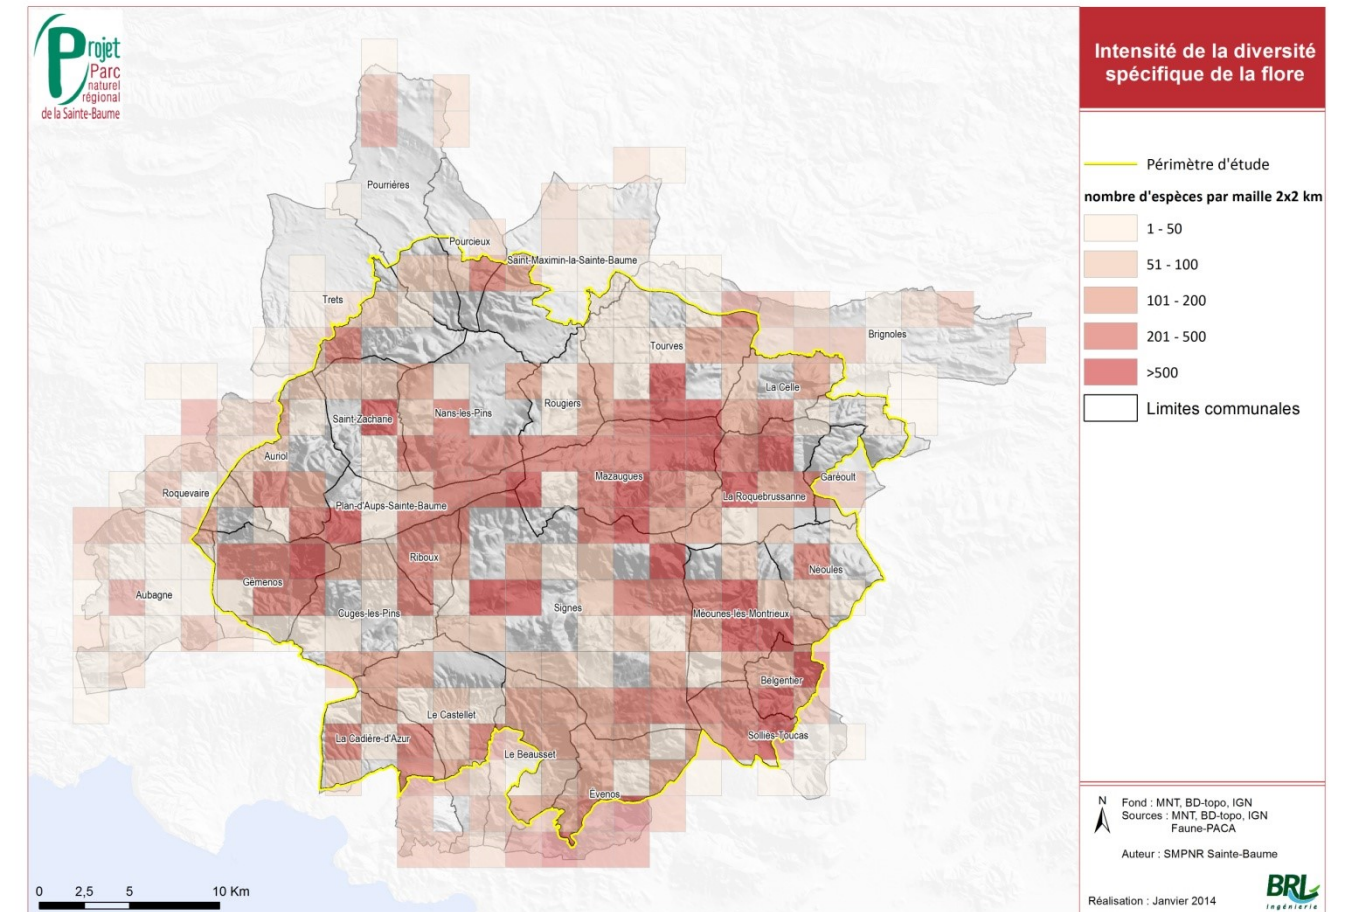 Projet
Parc
naturel
régional
de la Sainte-Baume
Intensité de la diversité
spécifique de la flore
Périmètre d'étude
nombre d'espèces par maille 2x2 km
1 - 50
51 - 100
101 - 200
201 - 500
>500
Limites communales
Pourrières
Pourcieux
Saint-Maximin-la-Sainte-Baume
Trets
Brignoles
Tourves
La Celle
Rougiers
Nans-les-Pins
Saint-Zacharie
Auriol
Mazaugues
Garéoult
Roquevaire
La Roquebrussanne
Plan-d'Aups-Sainte-Baume
Riboux
Néoules
Gémenos
Aubagne
Signes
Cuges-les-Pins
Méounes-lès-Montrieux
Belgentier
Le Castellet
La Cadière-d'Azur
Solliès-Toucas
Le Beausset
Évenos
0 2,5 5 10 Km
N
Fond : MNT, BD-topo, IGN
Sources : MNT, BD-topo, IGN
Faune-PACA
Auteur : SMPNR Sainte-Baume
Réalisation : Janvier 2014
BRL
Ingénierie